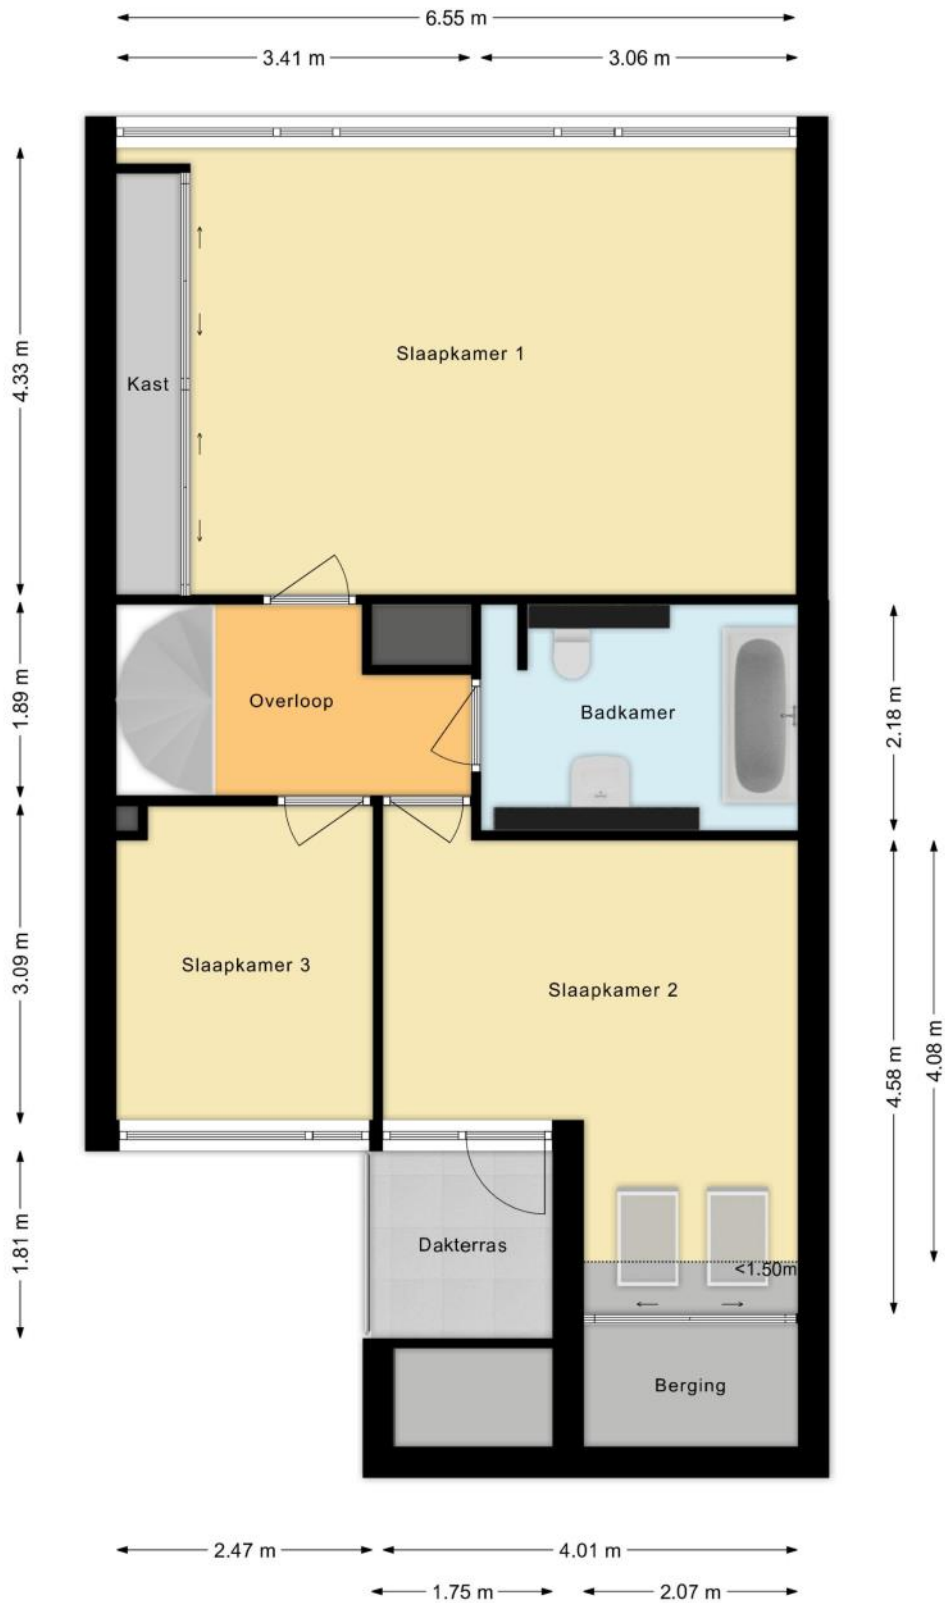 6.55 m
3.41 m
3.06 m
4.33 m
Slaapkamer 1
Kast
1.89 m
Overloop
Badkamer
2.18 m
3.09 m
Slaapkamer 3
Slaapkamer 2
4.58 m
4.08 m
1.81 m
Dakterras
<1.50m
Berging
2.47 m
4.01 m
1.75 m
2.07 m